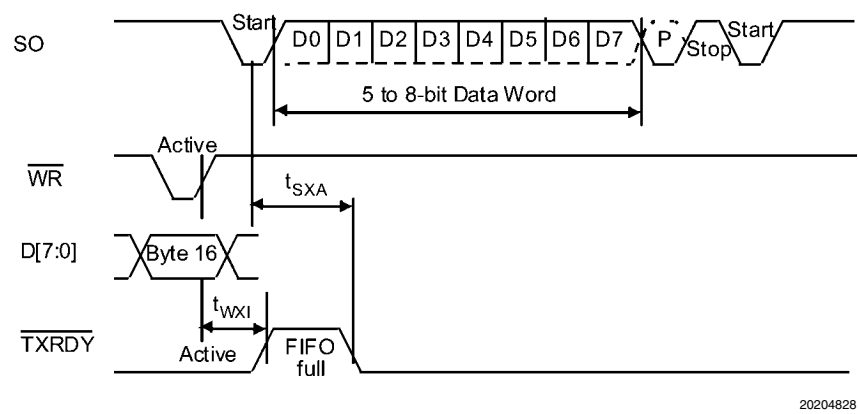 SO
Start
D0 D1 D2 D3 D4 D5 D6 D7 P
Stop
Start
5 to 8-bit Data Word
WR
Active
tSXA
D[7:0]
Byte 16
tWXI
TXRDY
Active
FIFO
full
20204828